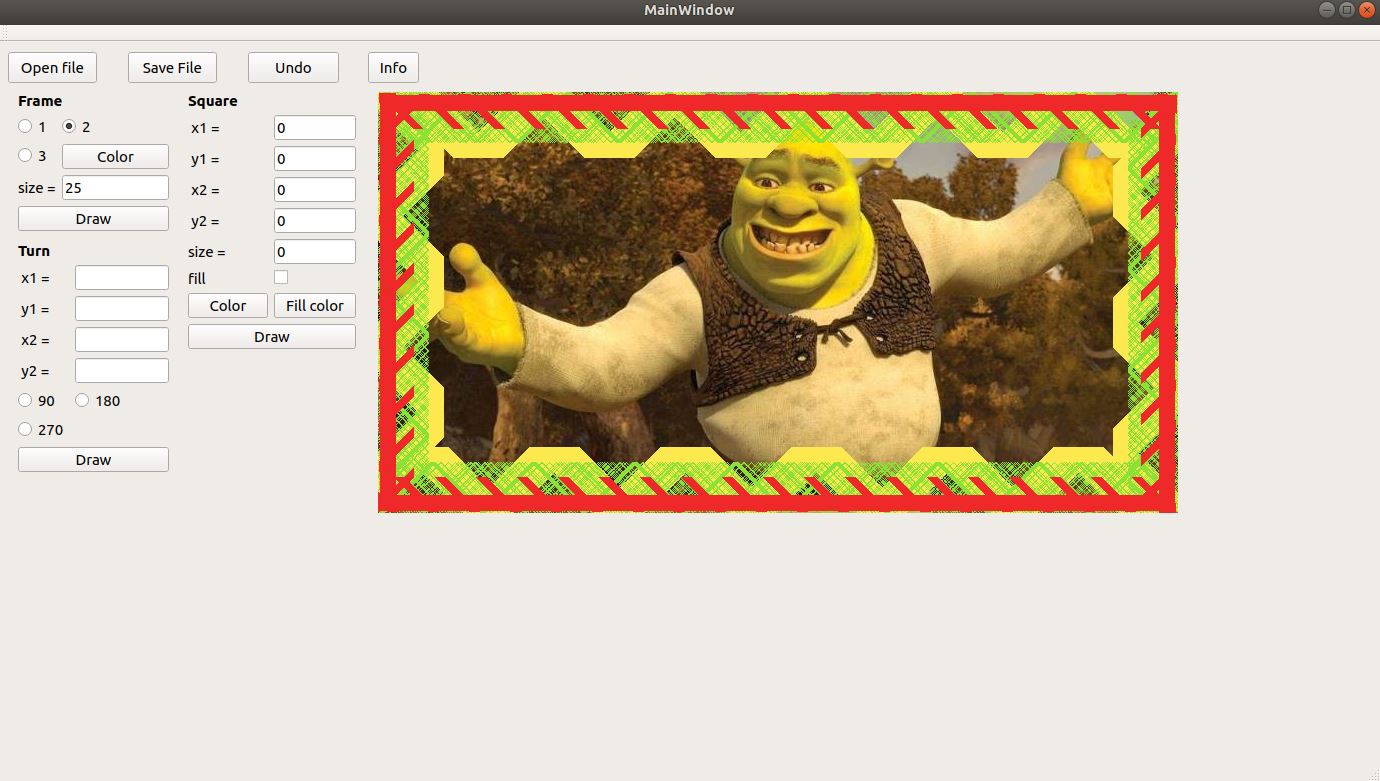 MainWindow
Open file Save File Undo Info
Frame
1 2
3 Color
size = 25
Draw
Turn
x1 =
y1 =
x2 =
y2 =
90 180
270
Draw
Square
x1 = 0
y1 = 0
x2 = 0
y2 = 0
size = 0
fill
Color Fill color
Draw